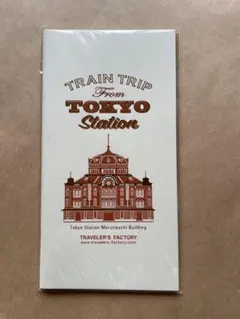 TRAIN TRIP
From
TOKYO
Station
Tokyo Station Marunouchi Building
TRAVELER'S FACTORY
www.travelers-factory.com